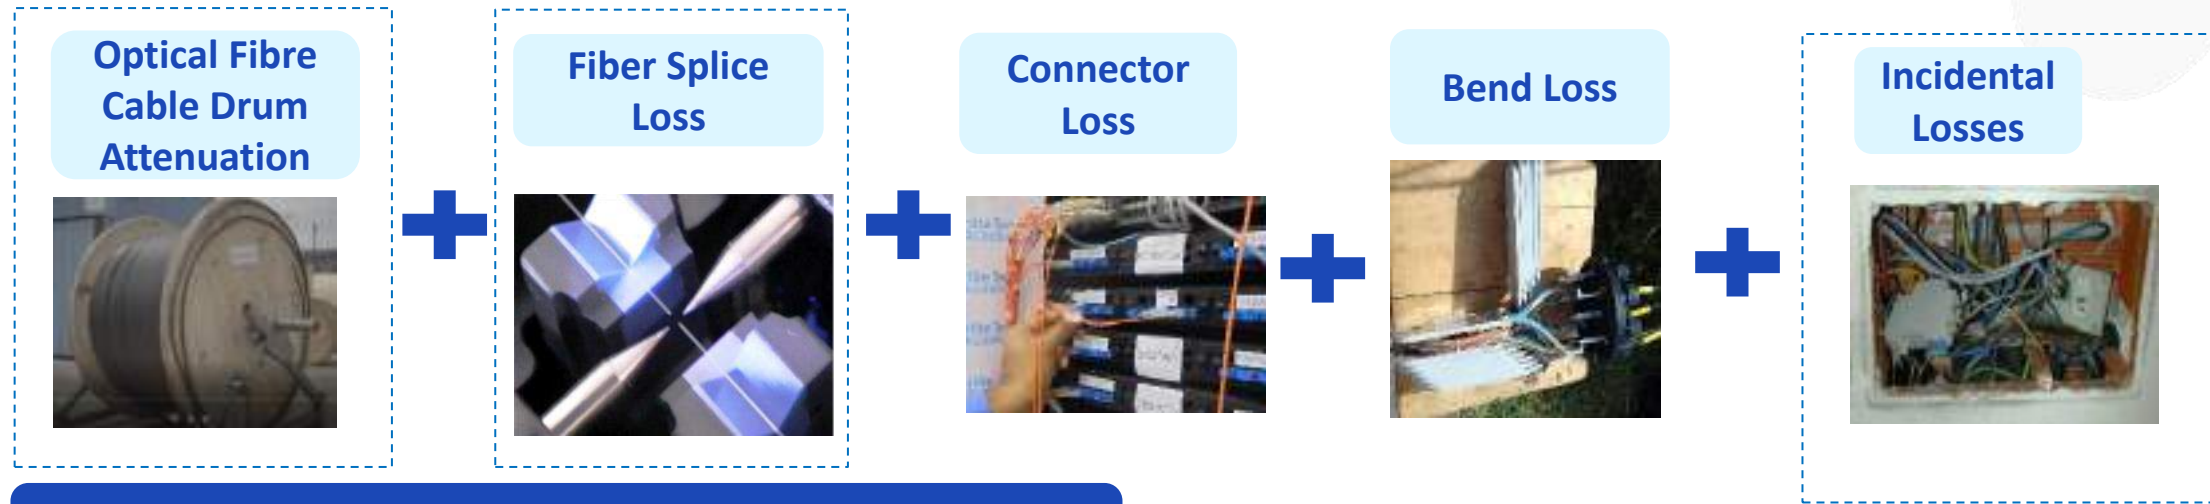 Optical Fibre
Cable Drum
Attenuation
Fiber Splice
Loss
Connector
Loss
Bend Loss
Incidental
Losses